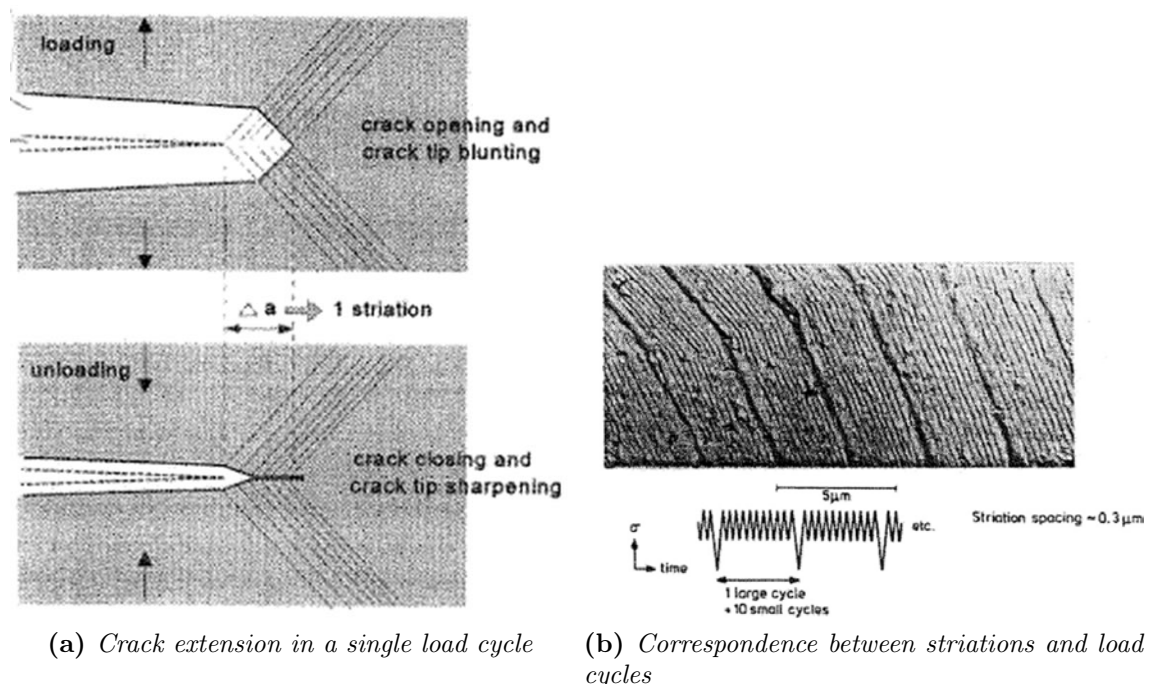 loading
crack opening and
crack tip blunting
△ a ⇒ 1 striation
unloading
crack closing and
crack tip sharpening
5μm
σ
time
etc.
Striation spacing ~0.3μm
1 large cycle
+10 small cycles
(a) Crack extension in a single load cycle
(b) Correspondence between striations and load
cycles